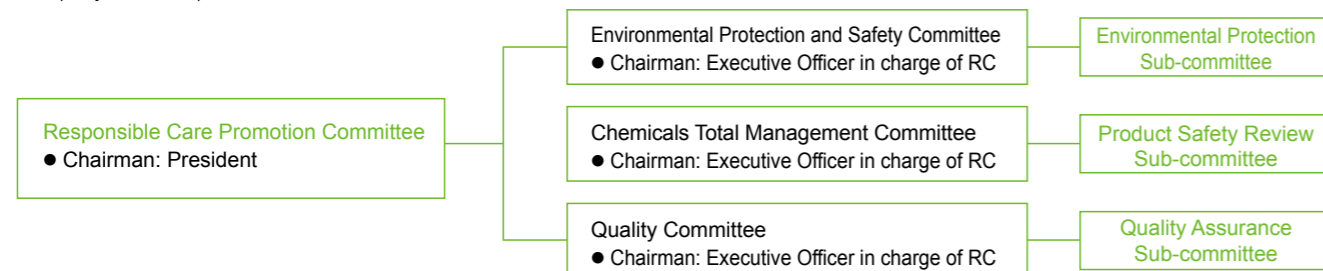 Responsible Care Promotion Committee
● Chairman: President
Environmental Protection and Safety Committee
● Chairman: Executive Officer in charge of RC
Environmental Protection
Sub-committee
Chemicals Total Management Committee
● Chairman: Executive Officer in charge of RC
Product Safety Review
Sub-committee
Quality Committee
● Chairman: Executive Officer in charge of RC
Quality Assurance
Sub-committee